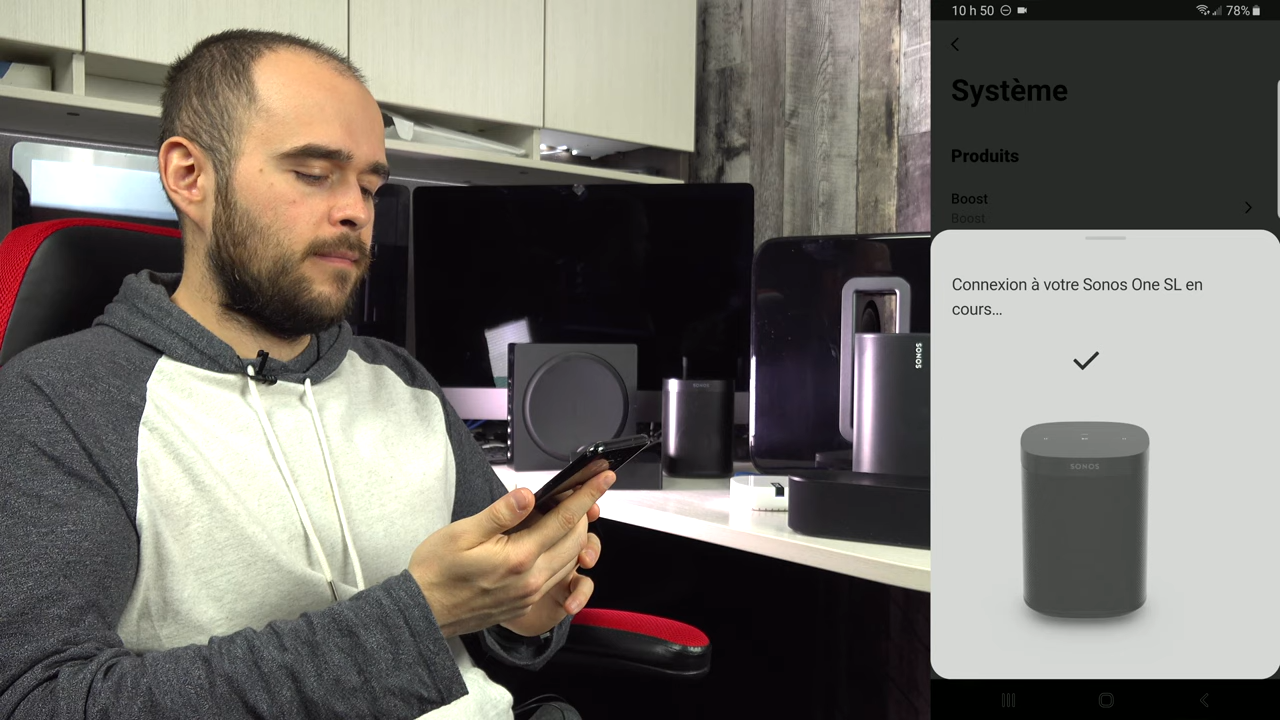 10 h 50
78%
Système
Produits
Boost
Boost
Connexion à votre Sonos One SL en
cours…
SONOS
SONOS
SONOS